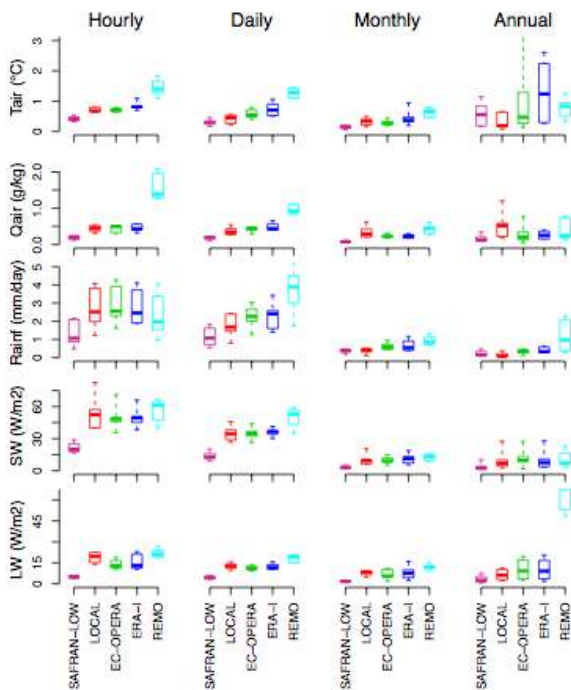 Hourly Daily Monthly Annual
Tair (°C)
0 1 2 3
Qair (g/kg)
0.0 1.0 2.0
Rainf (mm/day)
0 1 2 3 4 5
SW (W/m2)
0 30 60
LW (W/m2)
0 15 45
SAFRAN-LOW LOCAL EC-OPERA ERA-I REMO SAFRAN-LOW LOCAL EC-OPERA ERA-I REMO SAFRAN-LOW LOCAL EC-OPERA ERA-I REMO SAFRAN-LOW LOCAL EC-OPERA ERA-I REMO